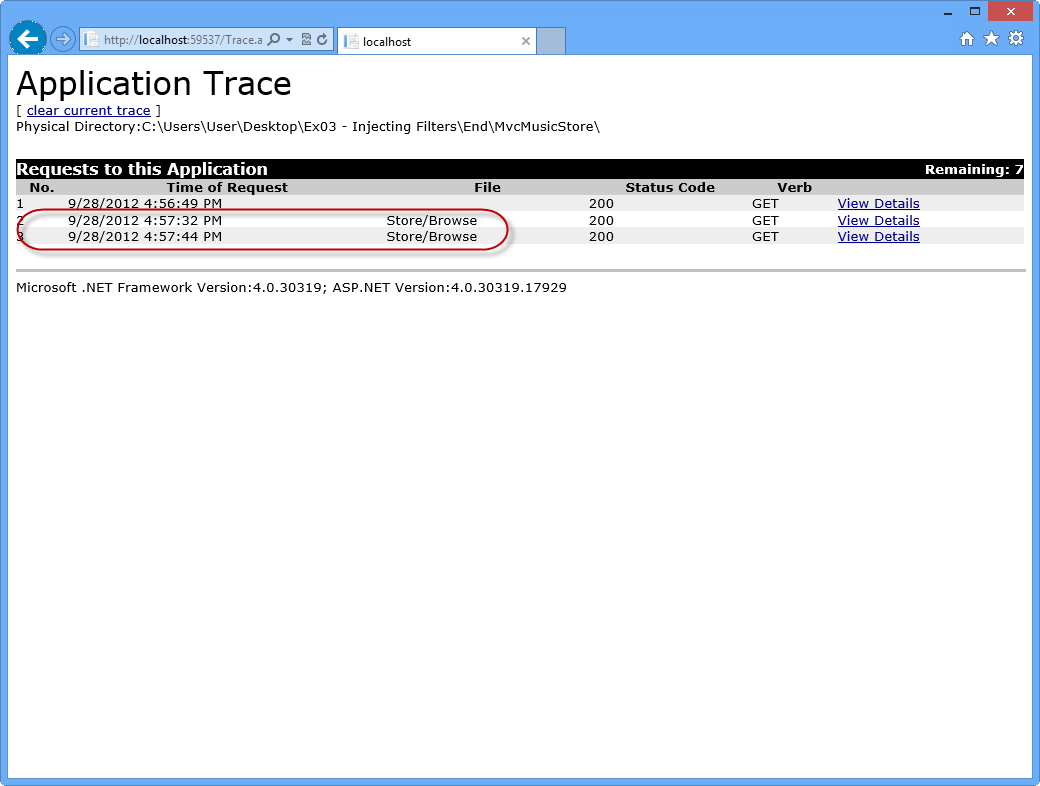 http://localhost:59537/Trace.a
localhost
Application Trace
[ clear current trace ]
Physical Directory:C:\Users\User\Desktop\Ex03 - Injecting Filters\End\MvcMusicStore\
Requests to this Application Remaining: 7
No. Time of Request File Status Code Verb
1 9/28/2012 4:56:49 PM 200 GET View Details
2 9/28/2012 4:57:32 PM Store/Browse 200 GET View Details
3 9/28/2012 4:57:44 PM Store/Browse 200 GET View Details
Microsoft .NET Framework Version:4.0.30319; ASP.NET Version:4.0.30319.17929